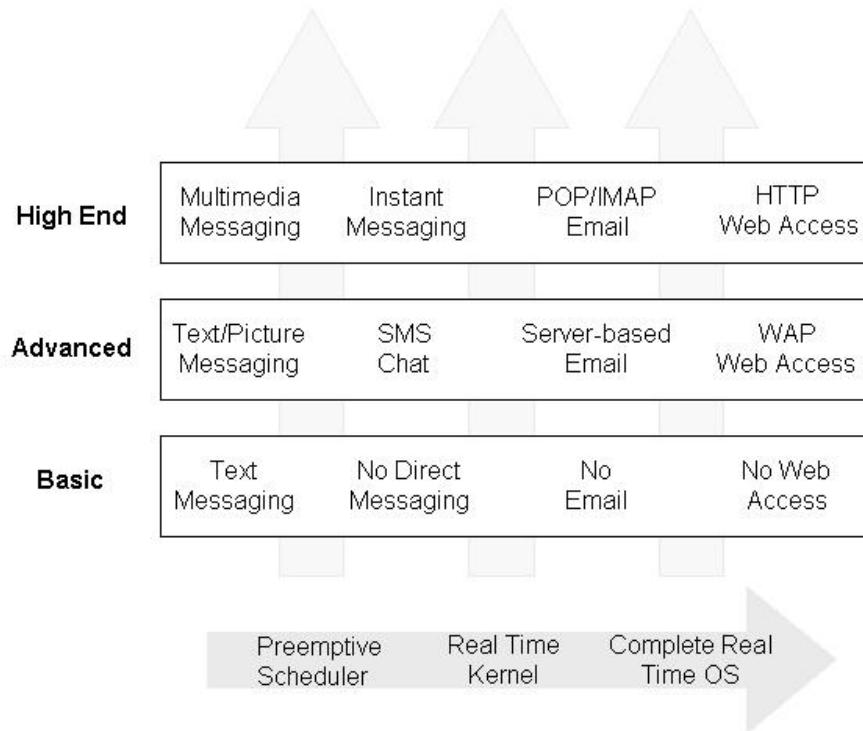 Multimedia Instant POP/IMAP HTTP
High End Messaging Messaging Email Web Access
Text/Picture SMS Server-based WAP
Advanced Messaging Chat Email Web Access
Text No Direct No No Web
Basic Messaging Messaging Email Access
Preemptive Real Time Complete Real
Scheduler Kernel Time OS